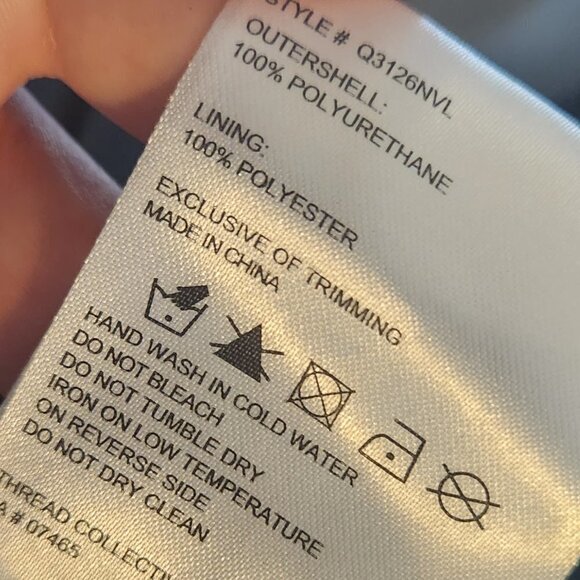 STYLE # Q3126NVL
OUTERSHELL:
100% POLYURETHANE
LINING:
100% POLYESTER
EXCLUSIVE OF TRIMMING
MADE IN CHINA
HAND WASH IN COLD WATER
DO NOT BLEACH
DO NOT TUMBLE DRY
IRON ON LOW TEMPERATURE
ON REVERSE SIDE
DO NOT DRY CLEAN
THREAD COLLECTIV
A # 07465